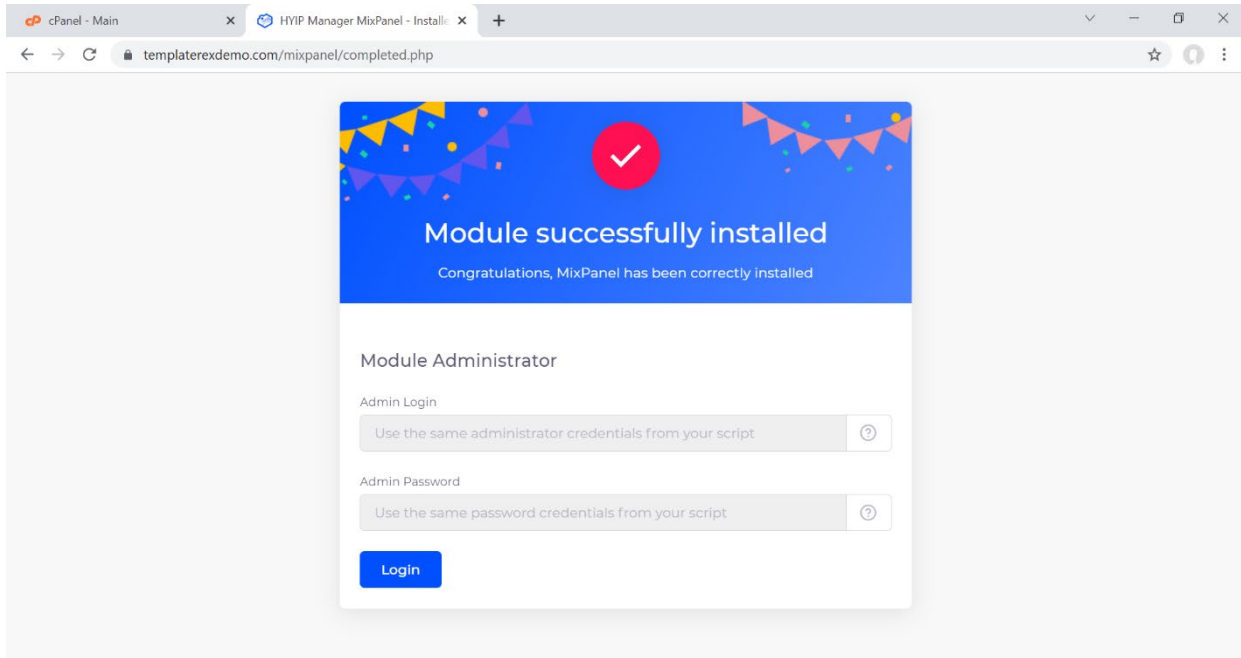 cPanel - Main
HYIP Manager MixPanel - Installe
templaterexdemo.com/mixpanel/completed.php
Module successfully installed
Congratulations, MixPanel has been correctly installed
Module Administrator
Admin Login
Use the same administrator credentials from your script
Admin Password
Use the same password credentials from your script
Login